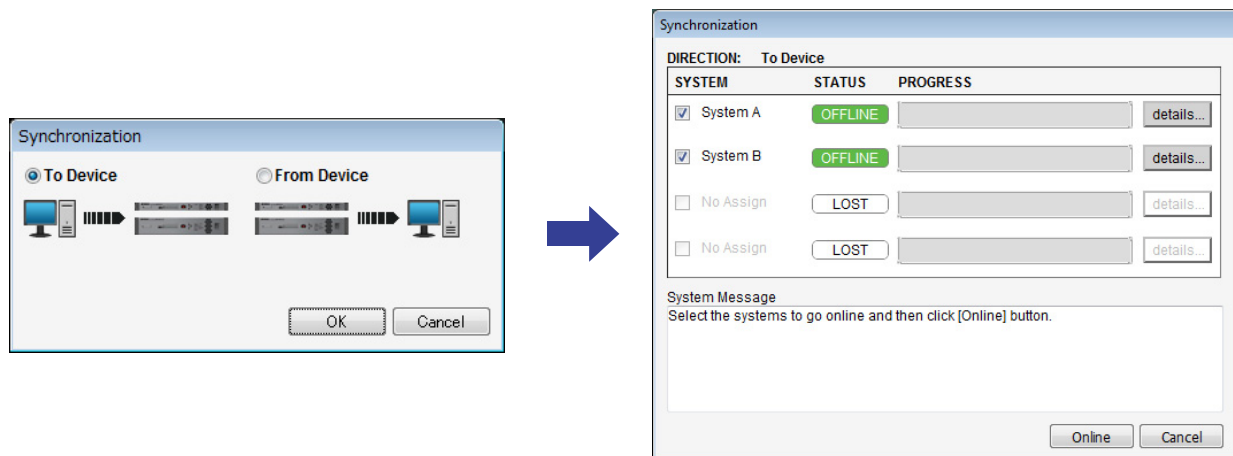 Synchronization
To Device From Device
OK Cancel
Synchronization
DIRECTION: To Device
SYSTEM STATUS PROGRESS
System A OFFLINE details...
System B OFFLINE details...
No Assign LOST details...
No Assign LOST details...
System Message
Select the systems to go online and then click [Online] button.
Online Cancel